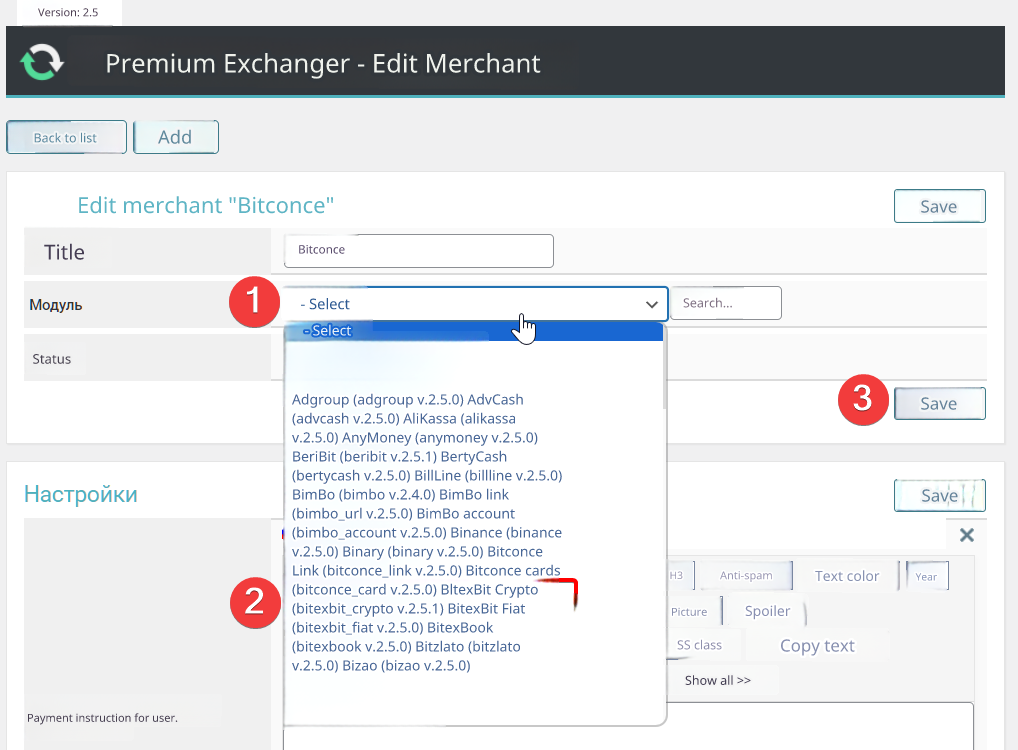 Version: 2.5
Premium Exchanger - Edit Merchant
Back to list
Add
Edit merchant "Bitconce"
Save
Title
Bitconce
Модуль
1
- Select
Search...
- Select
Status
3
Save
Adgroup (adgroup v.2.5.0) AdvCash
(advcash v.2.5.0) AliKassa (alikassa
v.2.5.0) AnyMoney (anymoney v.2.5.0)
BeriBit (beribit v.2.5.1) BertyCash
(bertycash v.2.5.0) BillLine (billline v.2.5.0)
BimBo (bimbo v.2.4.0) BimBo link
(bimbo_url v.2.5.0) BimBo account
(bimbo_account v.2.5.0) Binance (binance
v.2.5.0) Binary (binary v.2.5.0) Bitconce
Link (bitconce_link v.2.5.0) Bitconce cards
(bitconce_card v.2.5.0) BltexBit Crypto
(bitexbit_crypto v.2.5.1) BitexBit Fiat
(bitexbit_fiat v.2.5.0) BitexBook
(bitexbook v.2.5.0) Bitzlato (bitzlato
v.2.5.0) Bizao (bizao v.2.5.0)
Настройки
Save
2
H3
Anti-spam
Text color
Year
Picture
Spoiler
SS class
Copy text
Show all >>
Payment instruction for user.